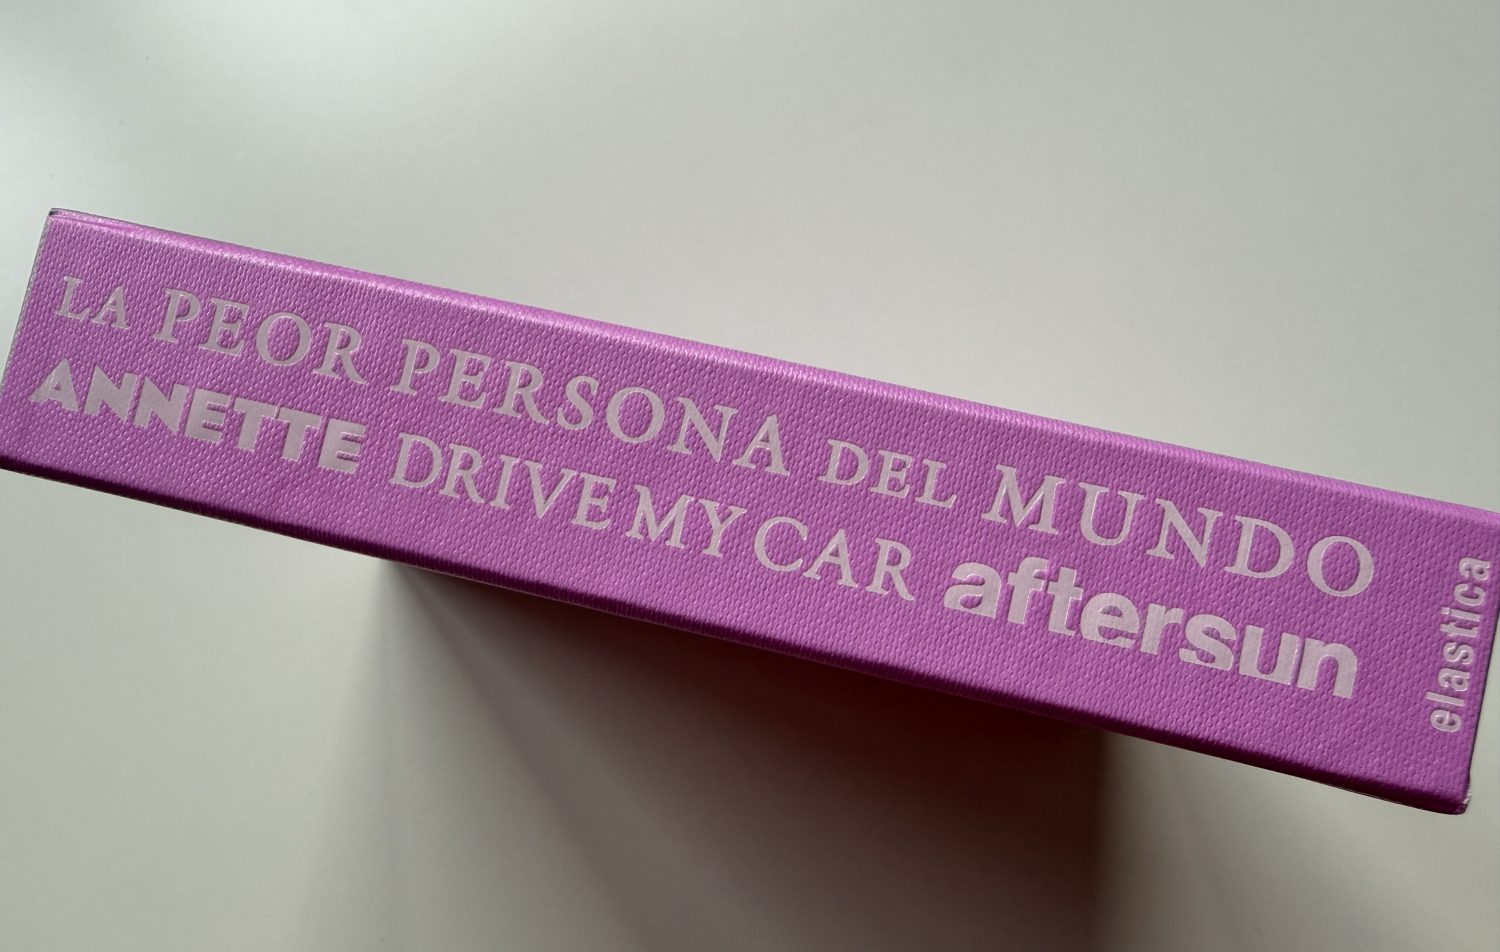 LA PEOR PERSONA DEL MUNDO
ANNETTE DRIVE MY CAR aftersun
elastica